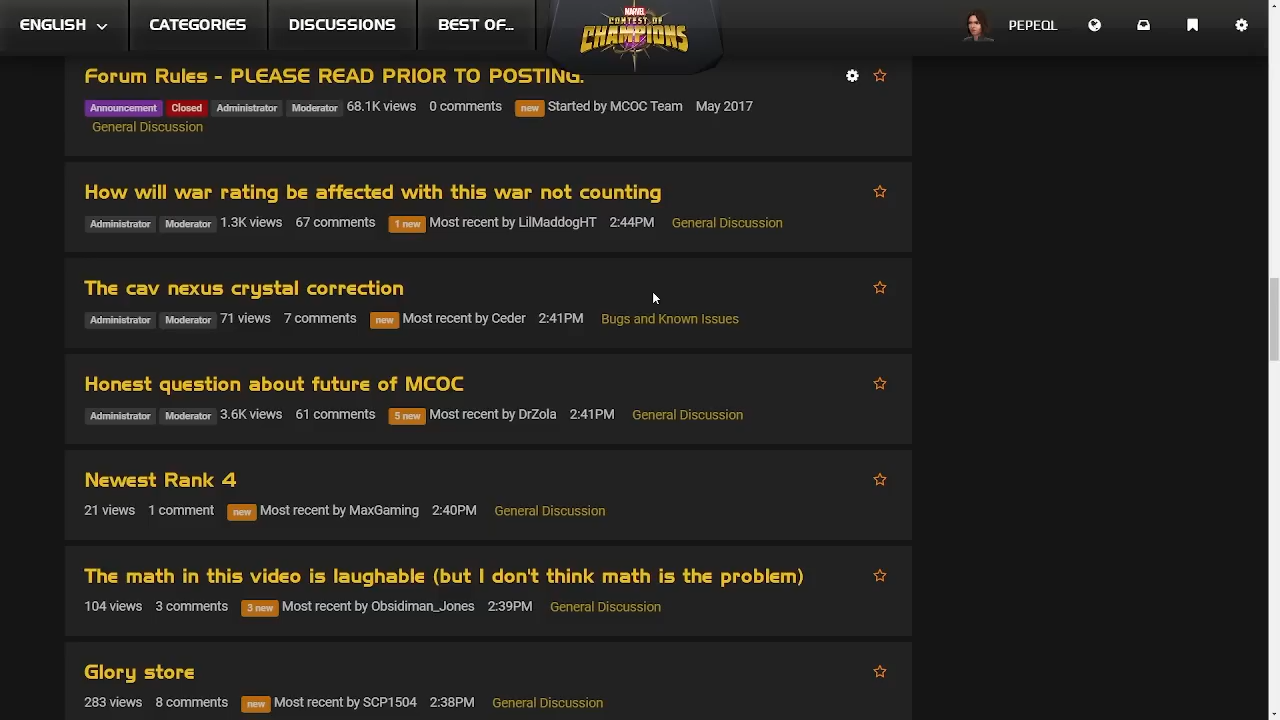 ENGLISH CATEGORIES DISCUSSIONS BEST OF... MARVEL CONTEST OF CHAMPIONS PEPEQL
Forum Rules - PLEASE READ PRIOR TO POSTING.
Announcement Closed Administrator Moderator 68.1K views 0 comments new Started by MCOC Team May 2017
General Discussion
How will war rating be affected with this war not counting
Administrator Moderator 1.3K views 67 comments 1 new Most recent by LilMaddogHT 2:44PM General Discussion
The cav nexus crystal correction
Administrator Moderator 71 views 7 comments new Most recent by Ceder 2:41PM Bugs and Known Issues
Honest question about future of MCOC
Administrator Moderator 3.6K views 61 comments 5 new Most recent by DrZola 2:41PM General Discussion
Newest Rank 4
21 views 1 comment new Most recent by MaxGaming 2:40PM General Discussion
The math in this video is laughable (but I don't think math is the problem)
104 views 3 comments 3 new Most recent by Obsidiman_Jones 2:39PM General Discussion
Glory store
283 views 8 comments new Most recent by SCP1504 2:38PM General Discussion